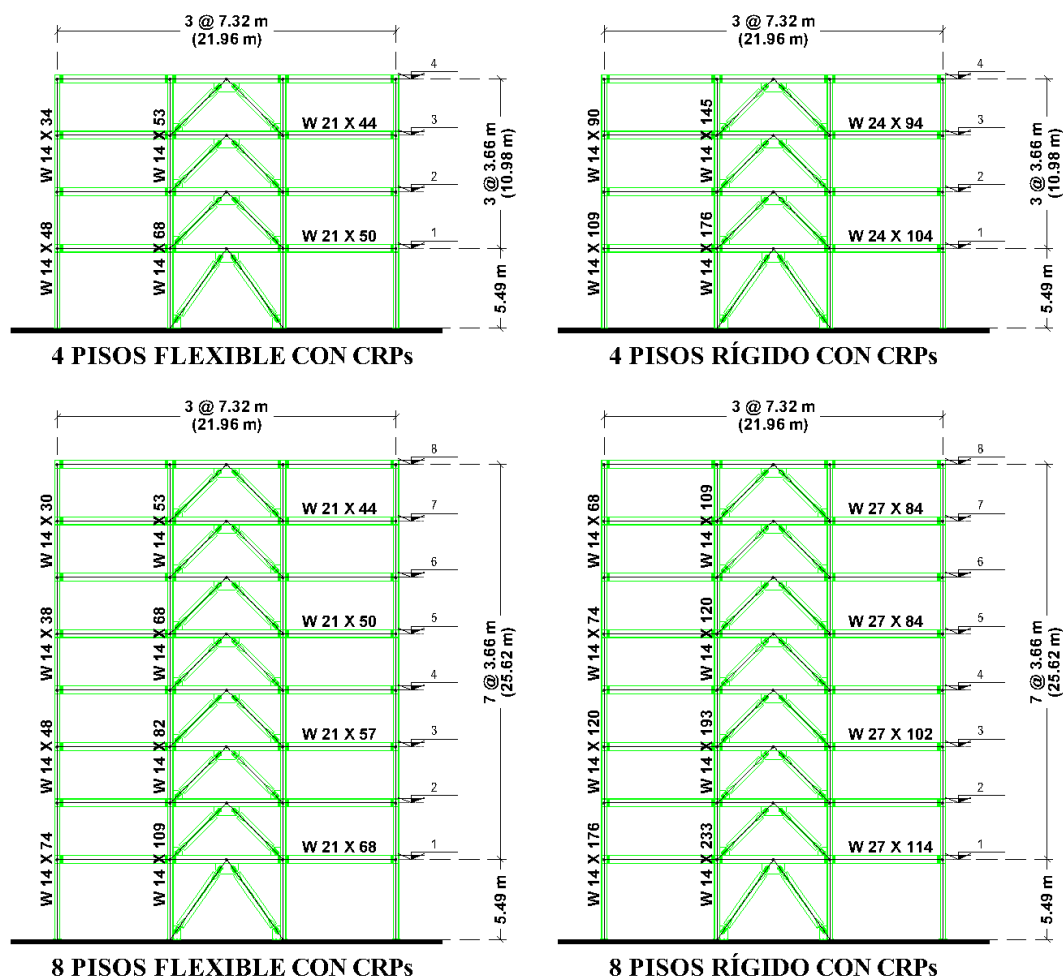 3 @ 7.32 m
(21.96 m)
4
3
2
1
W 14 X 34
W 14 X 53
W 21 X 44
W 14 X 48
W 14 X 68
W 21 X 50
3 @ 3.66 m
(10.98 m)
5.49 m
4 PISOS FLEXIBLE CON CRPs
3 @ 7.32 m
(21.96 m)
4
3
2
1
W 14 X 90
W 14 X 145
W 24 X 94
W 14 X 109
W 14 X 176
W 24 X 104
3 @ 3.66 m
(10.98 m)
5.49 m
4 PISOS RÍGIDO CON CRPs
3 @ 7.32 m
(21.96 m)
8
7
6
5
4
3
2
1
W 14 X 30
W 14 X 53
W 21 X 44
W 14 X 38
W 14 X 68
W 21 X 50
W 14 X 48
W 14 X 82
W 21 X 57
W 14 X 74
W 14 X 109
W 21 X 68
7 @ 3.66 m
(25.62 m)
5.49 m
8 PISOS FLEXIBLE CON CRPs
3 @ 7.32 m
(21.96 m)
8
7
6
5
4
3
2
1
W 14 X 68
W 14 X 109
W 27 X 84
W 14 X 74
W 14 X 120
W 27 X 84
W 14 X 120
W 14 X 193
W 27 X 102
W 14 X 176
W 14 X 233
W 27 X 114
7 @ 3.66 m
(25.62 m)
5.49 m
8 PISOS RÍGIDO CON CRPs